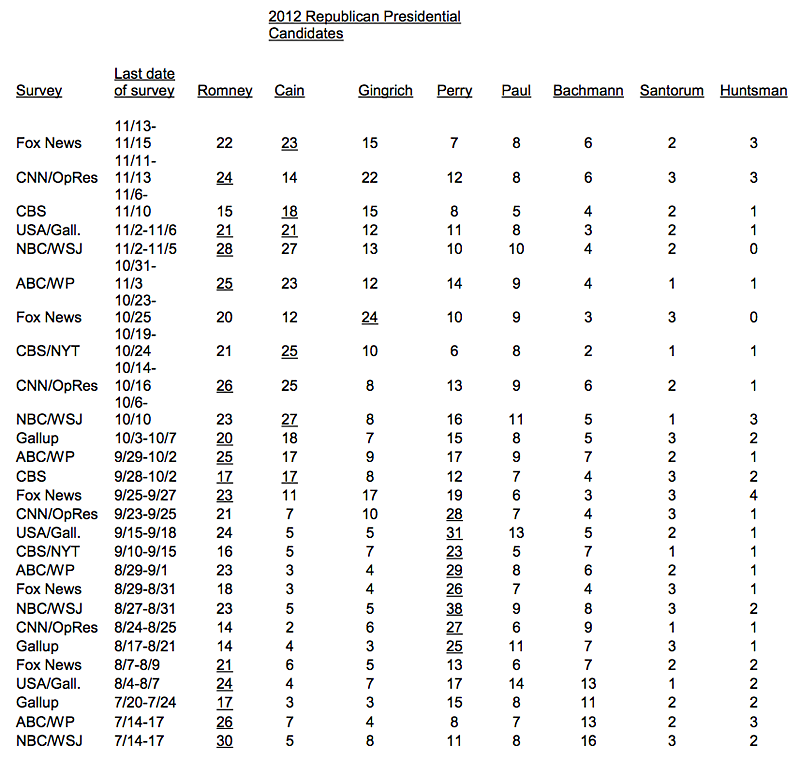 2012 Republican Presidential
Candidates
Survey Last date of survey Romney Cain Gingrich Perry Paul Bachmann Santorum Huntsman
Fox News 11/13-11/15 22 23 15 7 8 6 2 3
CNN/OpRes 11/11-11/13 24 14 22 12 8 6 3 3
CBS 11/6-11/10 15 18 15 8 5 4 2 1
USA/Gall. 11/2-11/6 21 21 12 11 8 3 2 1
NBC/WSJ 11/2-11/5 28 27 13 10 10 4 2 0
ABC/WP 10/31-11/3 25 23 12 14 9 4 1 1
Fox News 10/23-10/25 20 12 24 10 9 3 3 0
CBS/NYT 10/19-10/24 21 25 10 6 8 2 1 1
CNN/OpRes 10/14-10/16 26 25 8 13 9 6 2 1
NBC/WSJ 10/6-10/10 23 27 8 16 11 5 1 3
Gallup 10/3-10/7 20 18 7 15 8 5 3 2
ABC/WP 9/29-10/2 25 17 9 17 9 7 2 1
CBS 9/28-10/2 17 17 8 12 7 4 3 2
Fox News 9/25-9/27 23 11 17 19 6 3 3 4
CNN/OpRes 9/23-9/25 21 7 10 28 7 4 3 1
USA/Gall. 9/15-9/18 24 5 5 31 13 5 2 1
CBS/NYT 9/10-9/15 16 5 7 23 5 7 1 1
ABC/WP 8/29-9/1 23 3 4 29 8 6 2 1
Fox News 8/29-8/31 18 3 4 26 7 4 3 1
NBC/WSJ 8/27-8/31 23 5 5 38 9 8 3 2
CNN/OpRes 8/24-8/25 14 2 6 27 6 9 1 1
Gallup 8/17-8/21 14 4 3 25 11 7 3 1
Fox News 8/7-8/9 21 6 5 13 6 7 2 2
USA/Gall. 8/4-8/7 24 4 7 17 14 13 1 2
Gallup 7/20-7/24 17 3 3 15 8 11 2 2
ABC/WP 7/14-17 26 7 4 8 7 13 2 3
NBC/WSJ 7/14-17 30 5 8 11 8 16 3 2